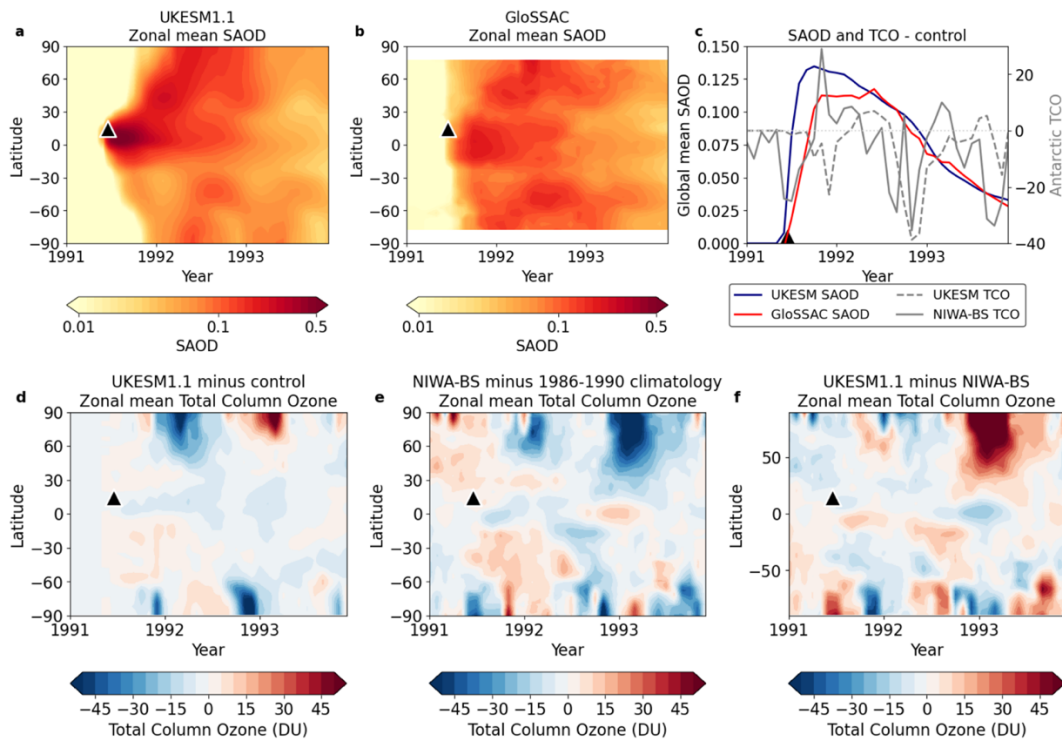 a
UKESM1.1
Zonal mean SAOD
90
60
30
0
−30
−60
−90
Latitude
1991
1992
1993
Year
0.01
0.1
0.5
SAOD
b
GloSSAC
Zonal mean SAOD
90
60
30
0
−30
−60
−90
Latitude
1991
1992
1993
Year
0.01
0.1
0.5
SAOD
c
SAOD and TCO - control
0.150
0.125
0.100
0.075
0.050
0.025
0.000
Global mean SAOD
20
0
−20
−40
Antarctic TCO
1991
1992
1993
Year
UKESM SAOD
GloSSAC SAOD
UKESM TCO
NIWA-BS TCO
d
UKESM1.1 minus control
Zonal mean Total Column Ozone
90
60
30
0
−30
−60
−90
Latitude
1991
1992
1993
Year
−45
−30
−15
0
15
30
45
Total Column Ozone (DU)
e
NIWA-BS minus 1986-1990 climatology
Zonal mean Total Column Ozone
90
60
30
0
−30
−60
−90
Latitude
1991
1992
1993
Year
−45
−30
−15
0
15
30
45
Total Column Ozone (DU)
f
UKESM1.1 minus NIWA-BS
Zonal mean Total Column Ozone
50
0
−50
Latitude
1991
1992
1993
Year
−45
−30
−15
0
15
30
45
Total Column Ozone (DU)